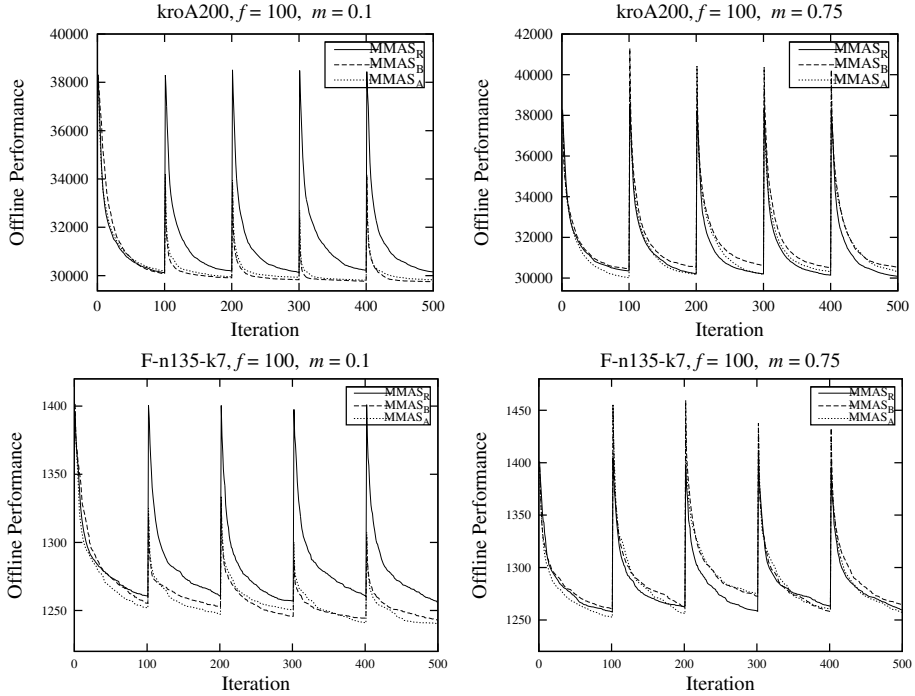 kroA200, f = 100, m = 0.1
40000
38000
36000
34000
32000
30000
Offline Performance
MMAS_R
MMAS_B
MMAS_A
0 100 200 300 400 500
Iteration
kroA200, f = 100, m = 0.75
42000
40000
38000
36000
34000
32000
30000
Offline Performance
MMAS_R
MMAS_B
MMAS_A
0 100 200 300 400 500
Iteration
F-n135-k7, f = 100, m = 0.1
1400
1350
1300
1250
Offline Performance
MMAS_R
MMAS_B
MMAS_A
0 100 200 300 400 500
Iteration
F-n135-k7, f = 100, m = 0.75
1450
1400
1350
1300
1250
Offline Performance
MMAS_R
MMAS_B
MMAS_A
0 100 200 300 400 500
Iteration